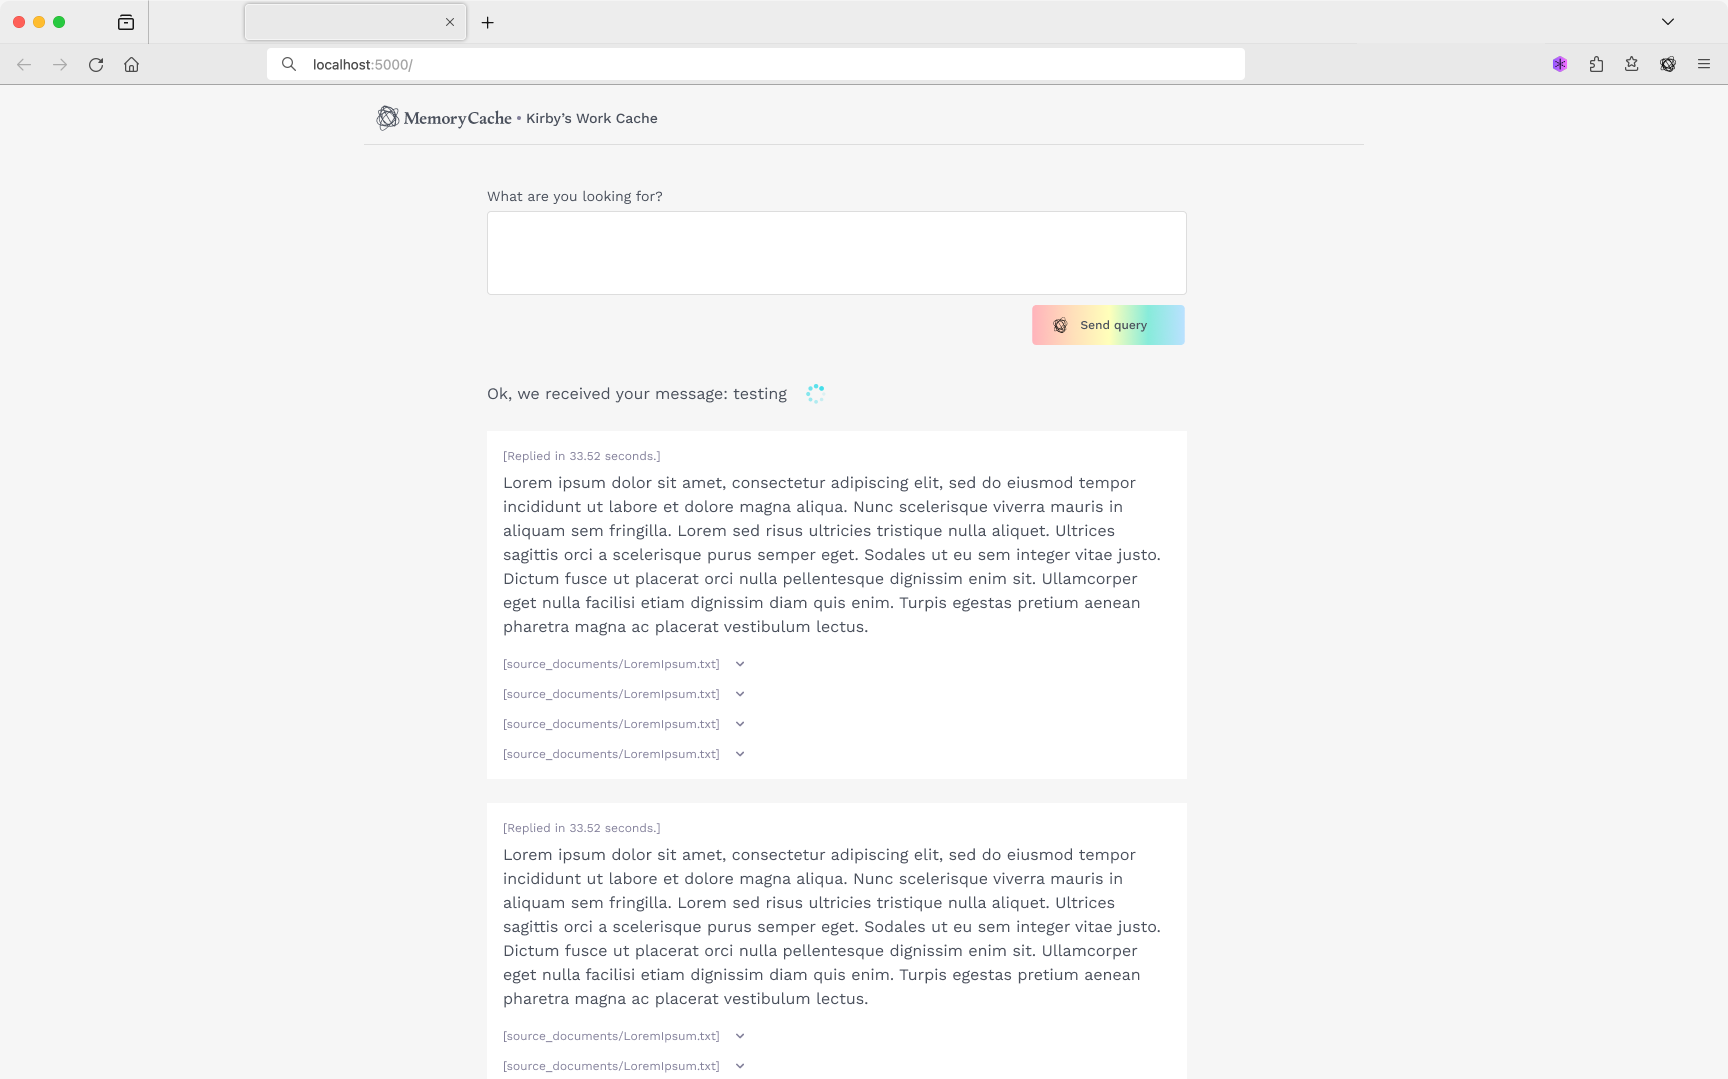 localhost:5000/
MemoryCache • Kirby’s Work Cache
What are you looking for?
Send query
Ok, we received your message: testing
[Replied in 33.52 seconds.]
Lorem ipsum dolor sit amet, consectetur adipiscing elit, sed do eiusmod tempor
incididunt ut labore et dolore magna aliqua. Nunc scelerisque viverra mauris in
aliquam sem fringilla. Lorem sed risus ultricies tristique nulla aliquet. Ultrices
sagittis orci a scelerisque purus semper eget. Sodales ut eu sem integer vitae justo.
Dictum fusce ut placerat orci nulla pellentesque dignissim enim sit. Ullamcorper
eget nulla facilisi etiam dignissim diam quis enim. Turpis egestas pretium aenean
pharetra magna ac placerat vestibulum lectus.
[source_documents/LoremIpsum.txt]
[source_documents/LoremIpsum.txt]
[source_documents/LoremIpsum.txt]
[source_documents/LoremIpsum.txt]
[Replied in 33.52 seconds.]
Lorem ipsum dolor sit amet, consectetur adipiscing elit, sed do eiusmod tempor
incididunt ut labore et dolore magna aliqua. Nunc scelerisque viverra mauris in
aliquam sem fringilla. Lorem sed risus ultricies tristique nulla aliquet. Ultrices
sagittis orci a scelerisque purus semper eget. Sodales ut eu sem integer vitae justo.
Dictum fusce ut placerat orci nulla pellentesque dignissim enim sit. Ullamcorper
eget nulla facilisi etiam dignissim diam quis enim. Turpis egestas pretium aenean
pharetra magna ac placerat vestibulum lectus.
[source_documents/LoremIpsum.txt]
[source_documents/LoremIpsum.txt]